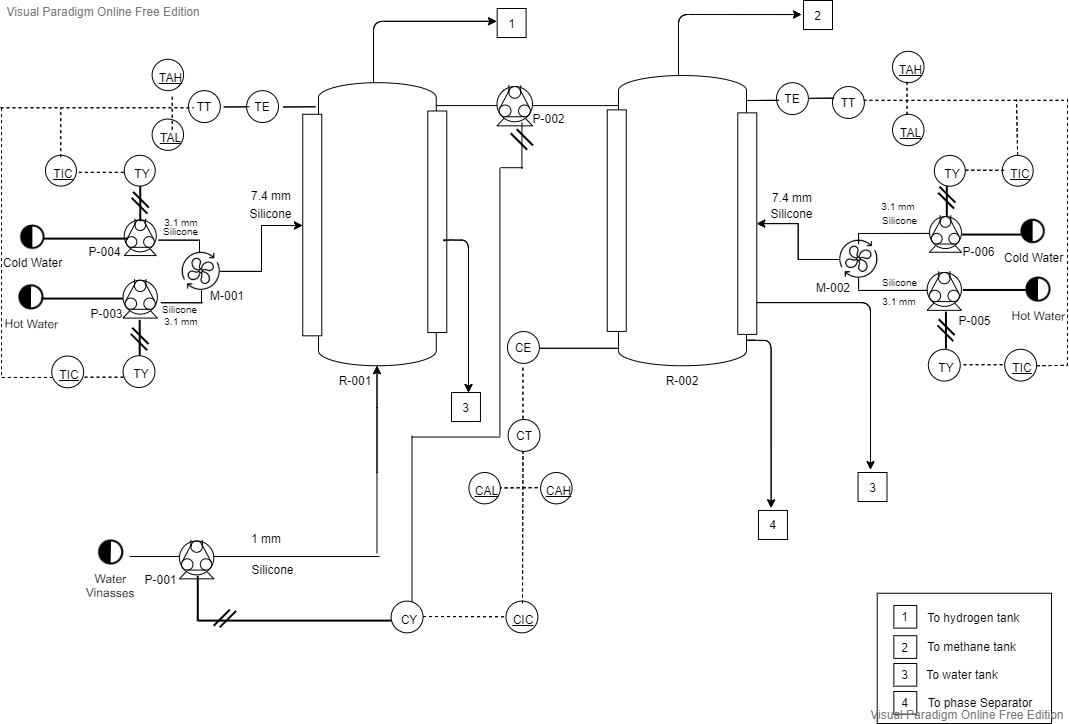 Visual Paradigm Online Free Edition
1
2
TAH
TT
TE
TAL
P-002
TE
TT
TAH
TAL
TIC
TY
TY
TIC
7.4 mm
Silicone
7.4 mm
Silicone
3.1 mm
Silicone
3.1 mm
Silicone
P-004
Cold Water
P-006
Cold Water
M-001
M-002
Silicone
3.1 mm
Silicone
3.1 mm
P-003
Hot Water
P-005
Hot Water
TIC
TY
R-001
CE
R-002
TY
TIC
3
CT
CAL
CAH
3
4
1 mm
Silicone
Water
Vinasses
P-001
CY
CIC
1 To hydrogen tank
2 To methane tank
3 To water tank
4 To phase Separator
Visual Paradigm Online Free Edition